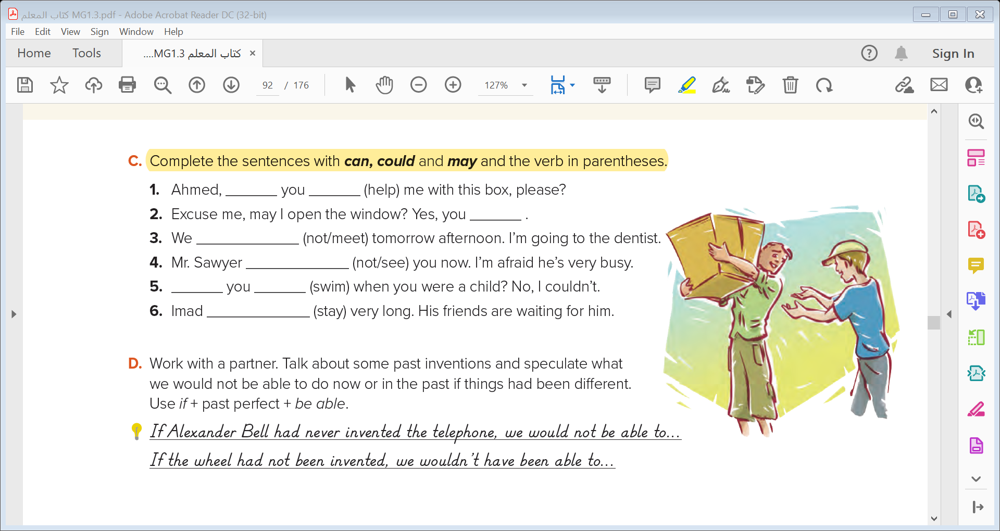 كتاب المعلم MG1.3.pdf - Adobe Acrobat Reader DC (32-bit)
File Edit View Sign Window Help
Home Tools كتاب المعلم MG1.3.... × Sign In
92 / 176 127%
C. Complete the sentences with can, could and may and the verb in parentheses.
1. Ahmed, _______ you _______ (help) me with this box, please?
2. Excuse me, may I open the window? Yes, you _______ .
3. We ______________ (not/meet) tomorrow afternoon. I’m going to the dentist.
4. Mr. Sawyer ______________ (not/see) you now. I’m afraid he’s very busy.
5. _______ you _______ (swim) when you were a child? No, I couldn’t.
6. Imad ______________ (stay) very long. His friends are waiting for him.
D. Work with a partner. Talk about some past inventions and speculate what
we would not be able to do now or in the past if things had been different.
Use if + past perfect + be able.
If Alexander Bell had never invented the telephone, we would not be able to...
If the wheel had not been invented, we wouldn’t have been able to...